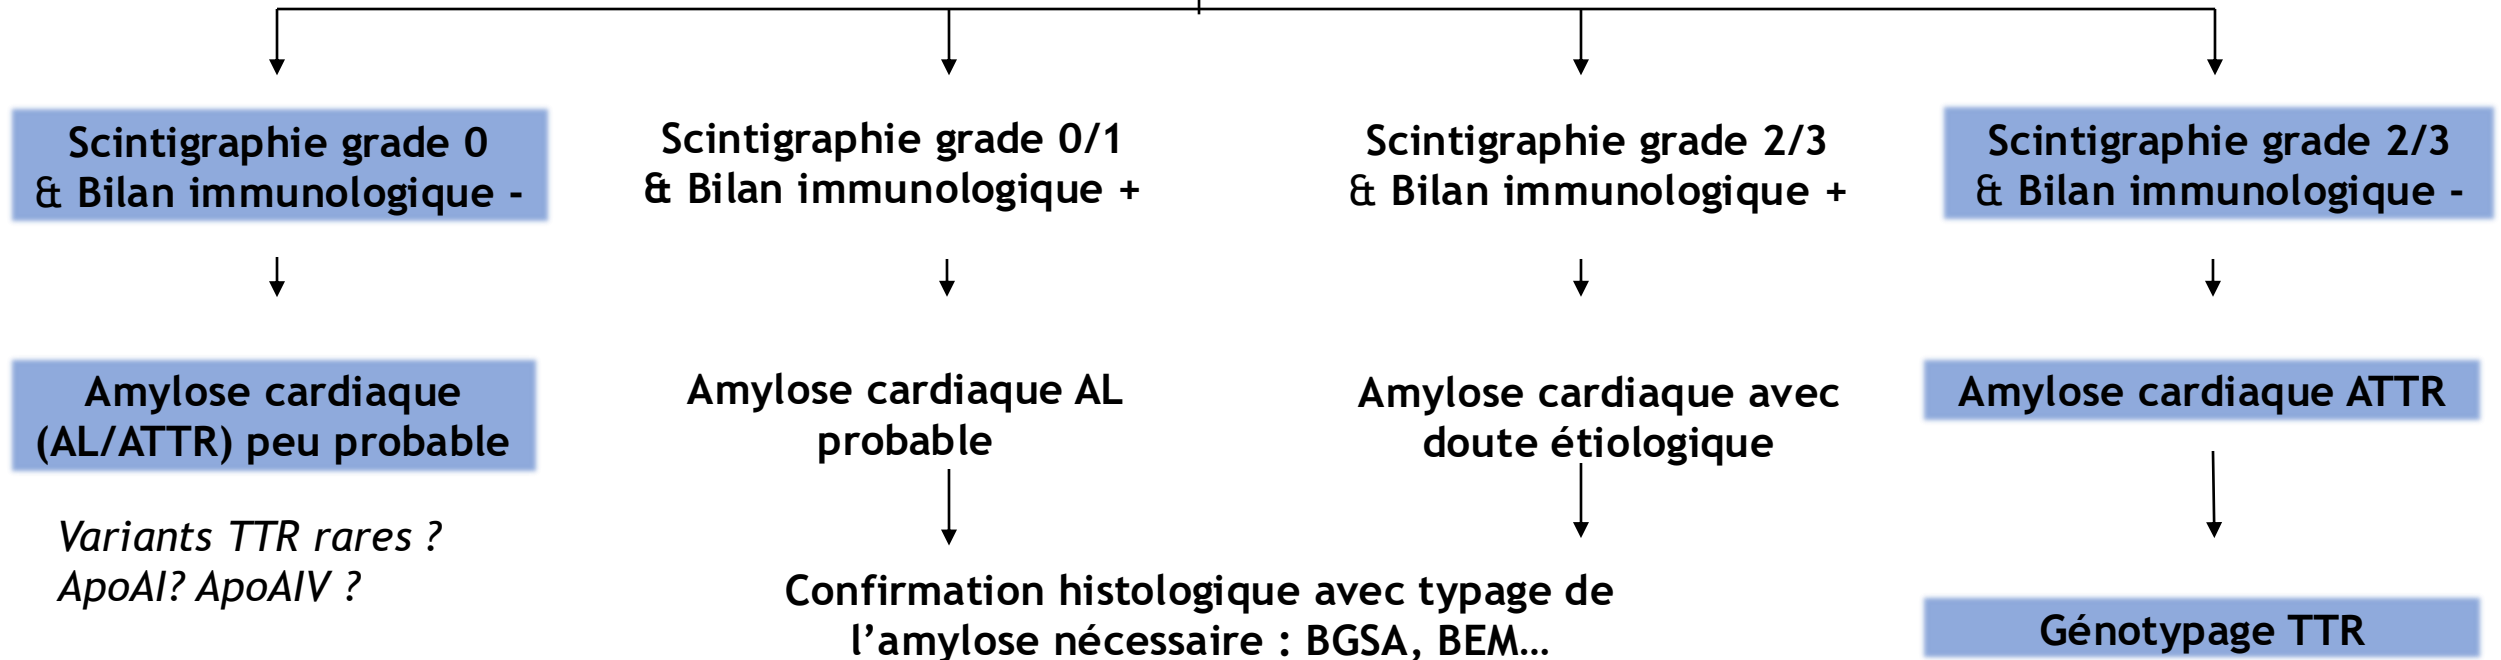 Scintigraphie grade 0
& Bilan immunologique -
Scintigraphie grade 0/1
& Bilan immunologique +
Scintigraphie grade 2/3
& Bilan immunologique +
Scintigraphie grade 2/3
& Bilan immunologique -
Amylose cardiaque
(AL/ATTR) peu probable
Amylose cardiaque AL
probable
Amylose cardiaque avec
doute étiologique
Amylose cardiaque ATTR
Variants TTR rares ?
ApoAI? ApoAIV ?
Confirmation histologique avec typage de
l’amylose nécessaire : BGSA, BEM…
Génotypage TTR